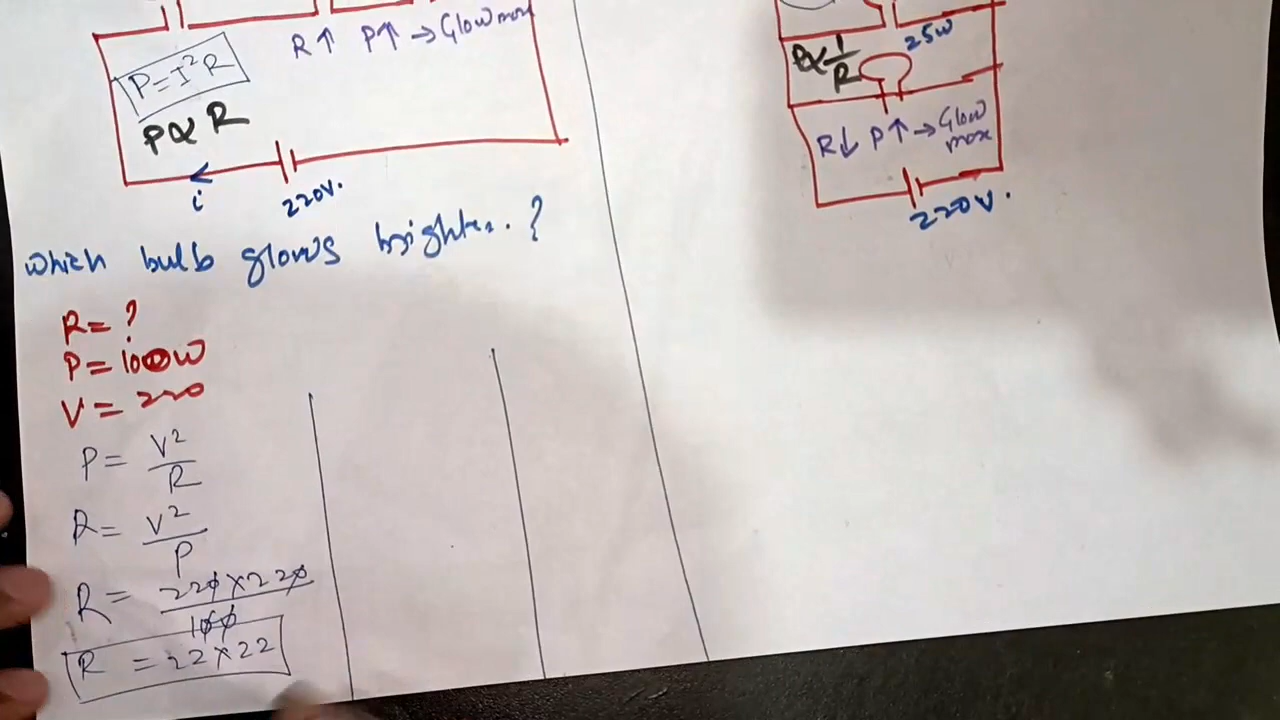 R↑ P↑ → Glow max
P=I²R
P∝R
i
220V.
which bulb glows brighter.. ?
R= ?
P= 100W
V= 220
P= V²/R
R= V²/P
R= 220×220/100
R = 22×22
25W
P∝1/R
R↓ P↑ → Glow
max
220V.